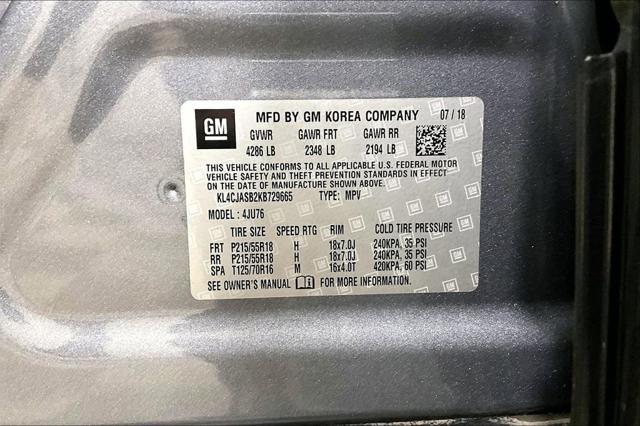 GM
MFD BY GM KOREA COMPANY 07 / 18
GVWR GAWR FRT GAWR RR
4286 LB 2348 LB 2194 LB
THIS VEHICLE CONFORMS TO ALL APPLICABLE U.S. FEDERAL MOTOR
VEHICLE SAFETY AND THEFT PREVENTION STANDARDS IN EFFECT ON
THE DATE OF MANUFACTURE SHOWN ABOVE.
KL4CJASB2KB729665 TYPE: MPV
MODEL: 4JU76
TIRE SIZE SPEED RTG RIM COLD TIRE PRESSURE
FRT P215/55R18 H 18x7.0J 240KPA, 35 PSI
RR P215/55R18 H 18x7.0J 240KPA, 35 PSI
SPA T125/70R16 M 16x4.0T 420KPA, 60 PSI
SEE OWNER'S MANUAL FOR MORE INFORMATION.